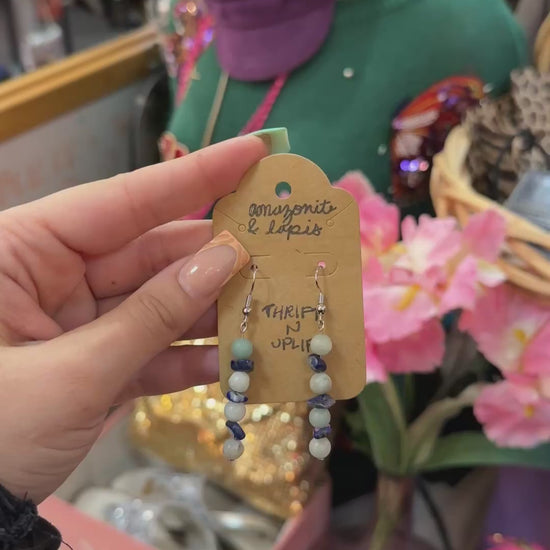 amazonite
& lapis
THRIFT
N
UPLIFT